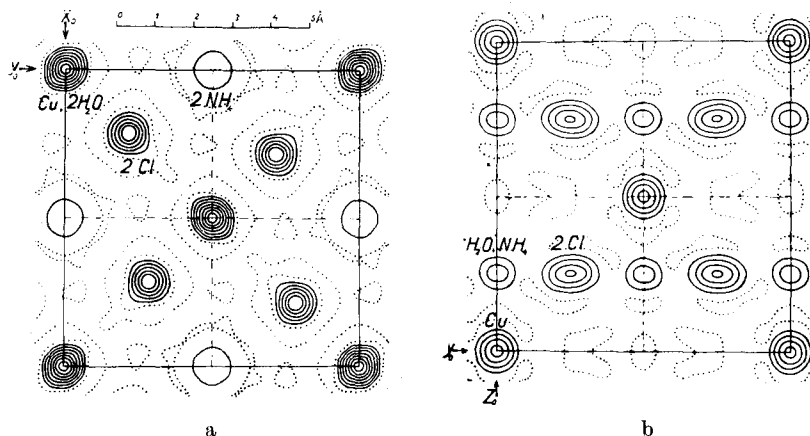 X₀
0 1 2 3 4 5Å
Y₀
Cu, 2H₂O
2NH₄
2Cl
a
H₂O, NH₄ 2Cl
Cu
Z₀
b